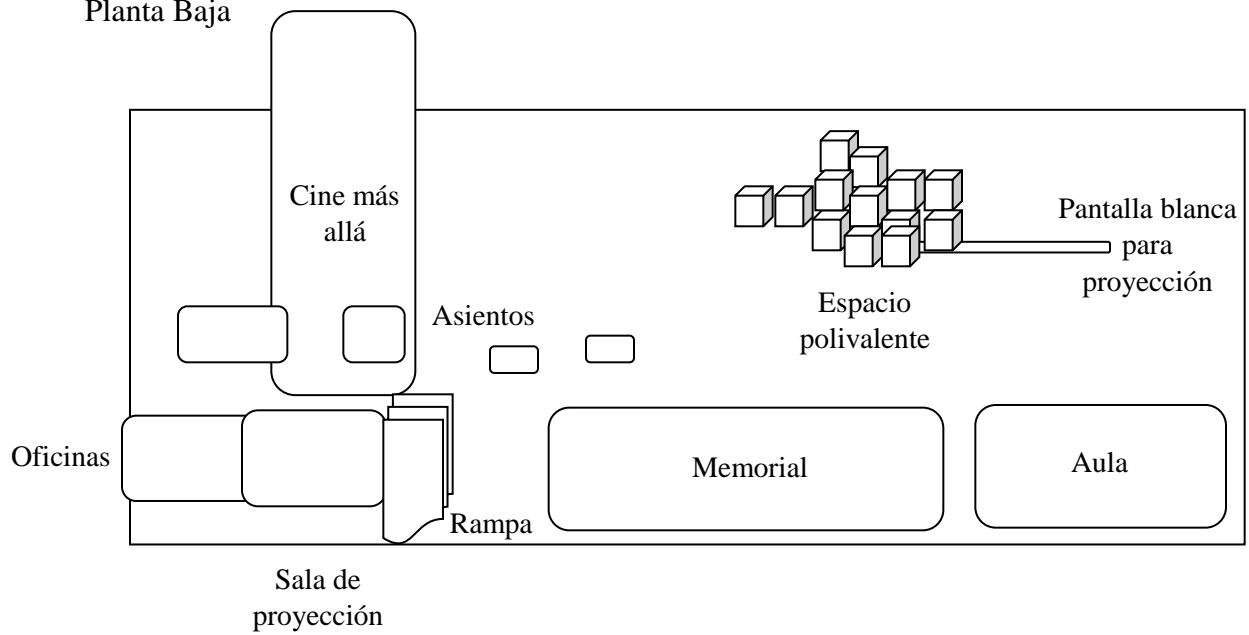 Planta Baja
Cine más
allá
Pantalla blanca
para
proyección
Espacio
polivalente
Asientos
Oficinas
Memorial
Aula
Rampa
Sala de
proyección